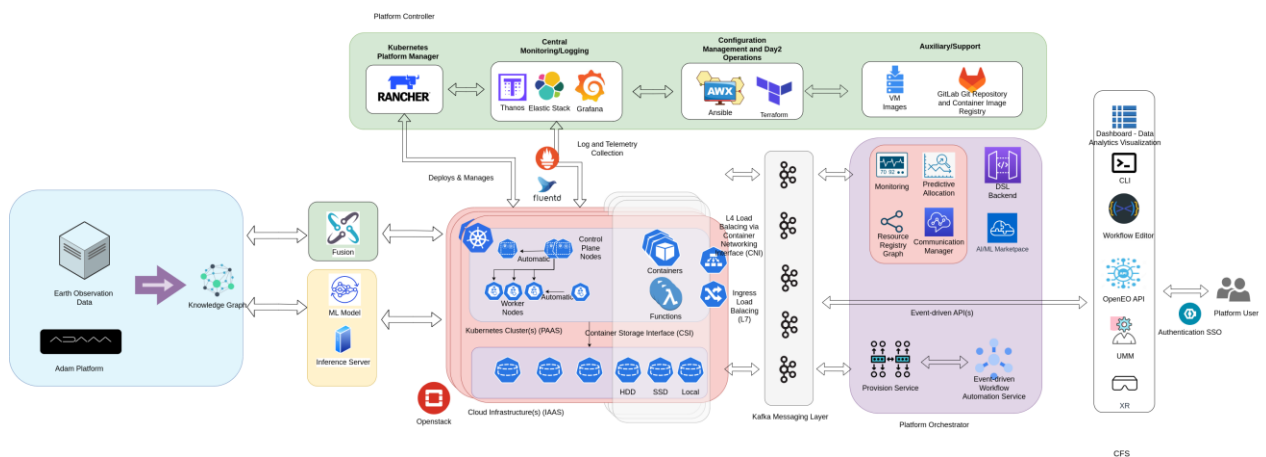 Platform Controller
Kubernetes
Platform Manager
Central
Monitoring/Logging
Configuration
Management and Day2
Operations
Auxiliary/Support
RANCHER
Thanos
Elastic Stack
Grafana
AWX
Ansible
Terraform
VM
Images
GitLab Git Repository
and Container Image
Registry
Deploys & Manages
Log and Telemetry
Collection
fluentd
Earth Observation
Data
Knowledge Graph
ADAM
Adam Platform
Fusion
ML Model
Inference Server
Control
Plane
Nodes
Automatic
Worker
Nodes
Automatic
Containers
Functions
Kubernetes Cluster(s) (PAAS)
Container Storage Interface (CSI)
HDD
SSD
Local
Openstack
Cloud Infrastructure(s) (IAAS)
L4 Load
Balacing via
Container
Networking
Interface (CNI)
Ingress
Load
Balacing
(L7)
Kafka Messaging Layer
Monitoring
Predictive
Allocation
Resource
Registry
Graph
Communication
Manager
DSL
Backend
AI/ML Marketpace
Event-driven API(s)
Provision Service
Event-driven
Workflow
Automation Service
Platform Orchestrator
Dashboard - Data
Analytics Visualization
CLI
Workflow Editor
OpenEO API
UMM
XR
CFS
Authentication SSO
Platform User